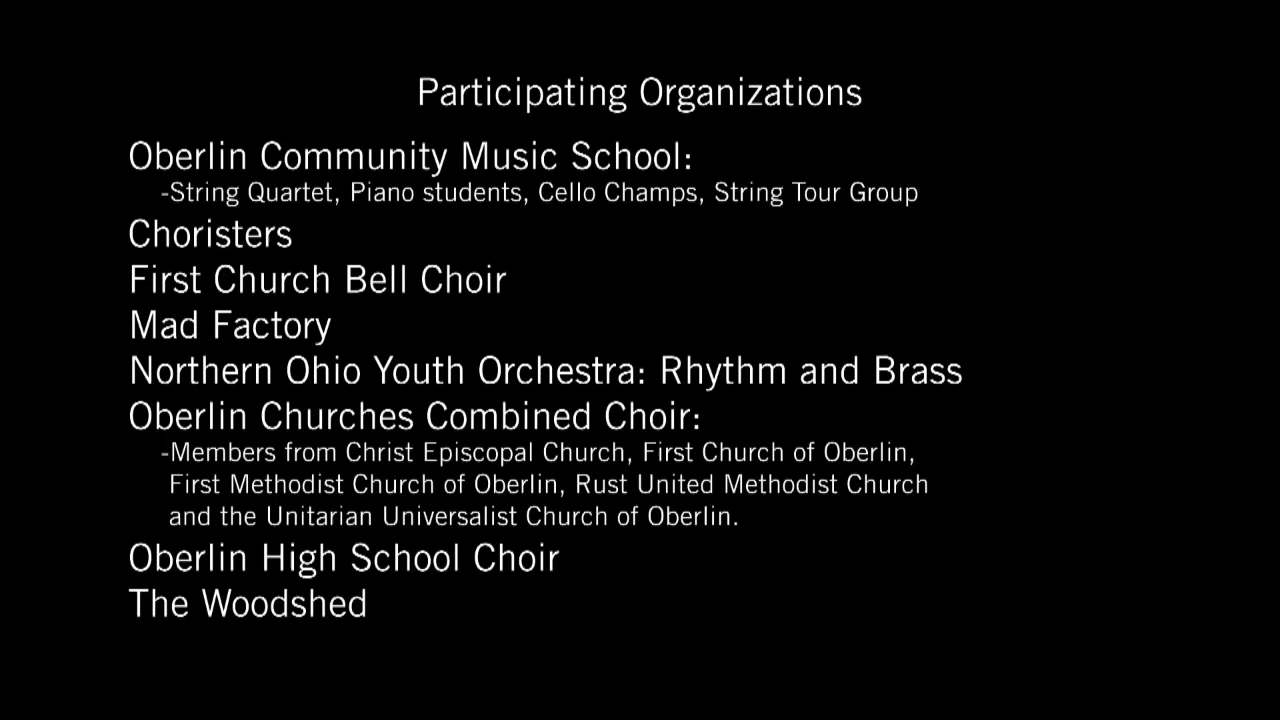 Participating Organizations
Oberlin Community Music School:
-String Quartet, Piano students, Cello Champs, String Tour Group
Choristers
First Church Bell Choir
Mad Factory
Northern Ohio Youth Orchestra: Rhythm and Brass
Oberlin Churches Combined Choir:
-Members from Christ Episcopal Church, First Church of Oberlin,
First Methodist Church of Oberlin, Rust United Methodist Church
and the Unitarian Universalist Church of Oberlin.
Oberlin High School Choir
The Woodshed